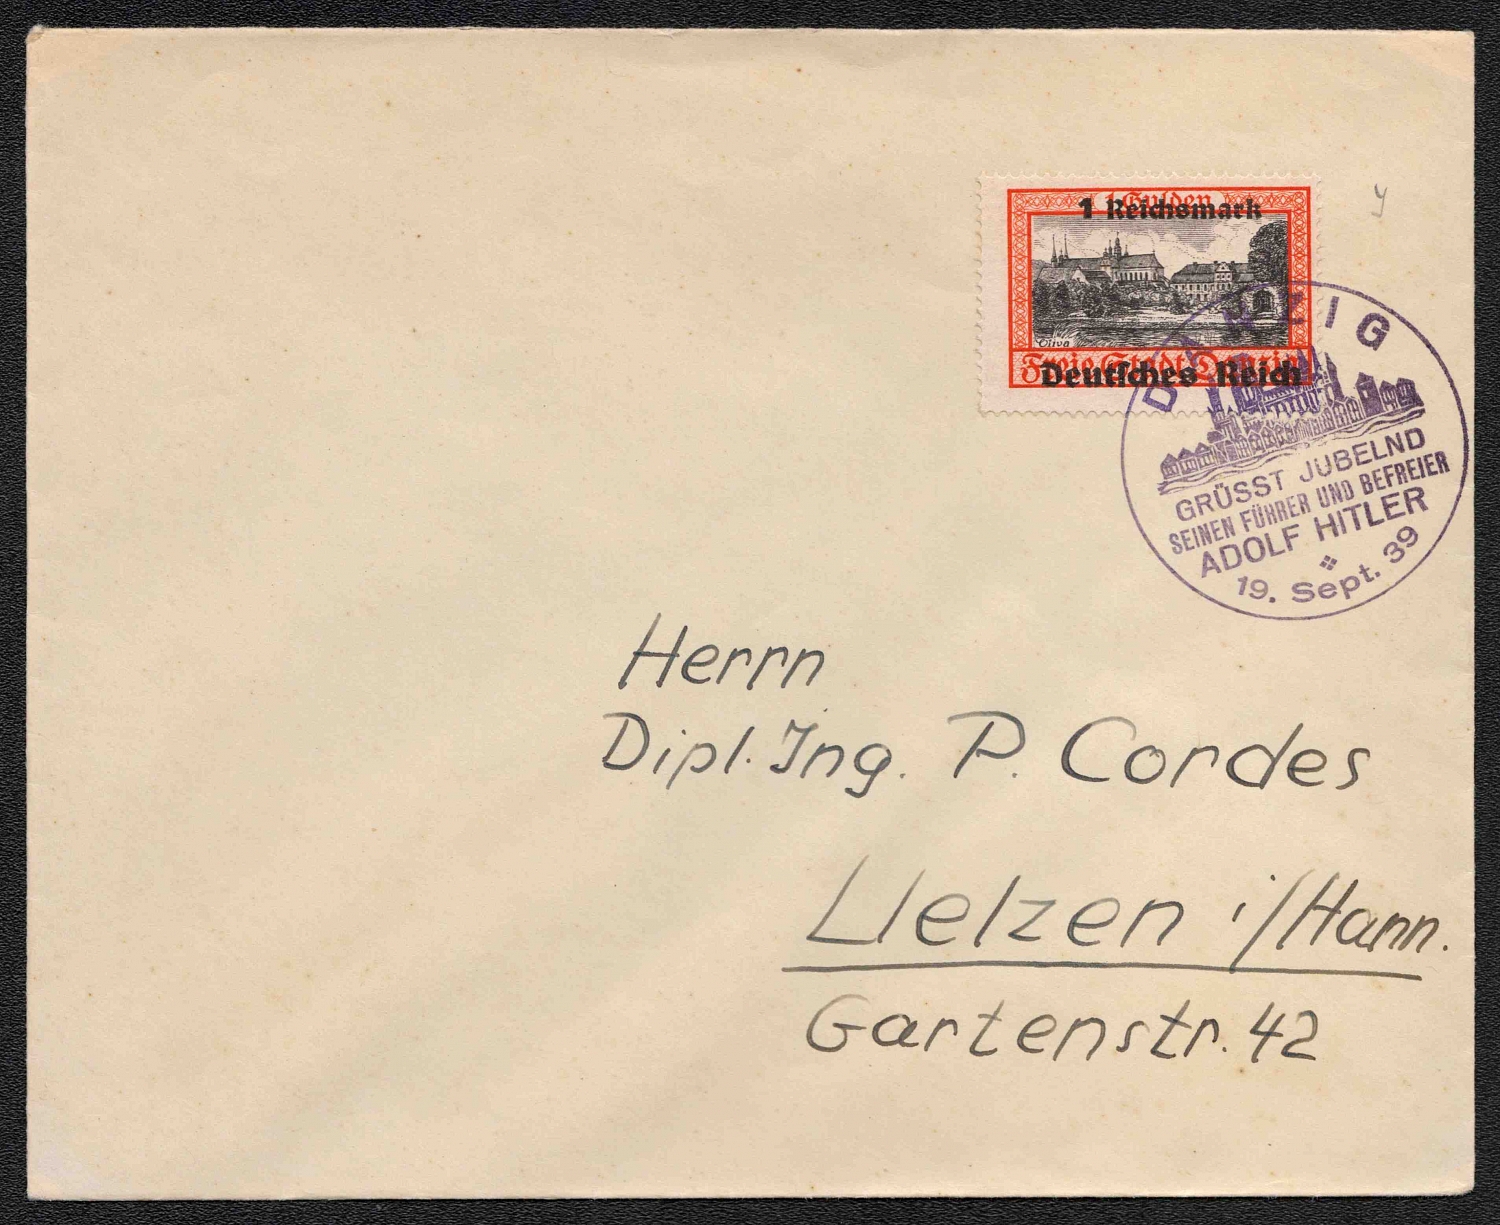 1 Gulden
1 Reichsmark
Oliva
Freie Stadt Danzig
Deutsches Reich
DANZIG
GRÜSST JUBELND
SEINEN FÜHRER UND BEFREIER
ADOLF HITLER
19. Sept. 39
Herrn
Dipl. Ing. P. Cordes
Uelzen i/Hann.
Gartenstr. 42